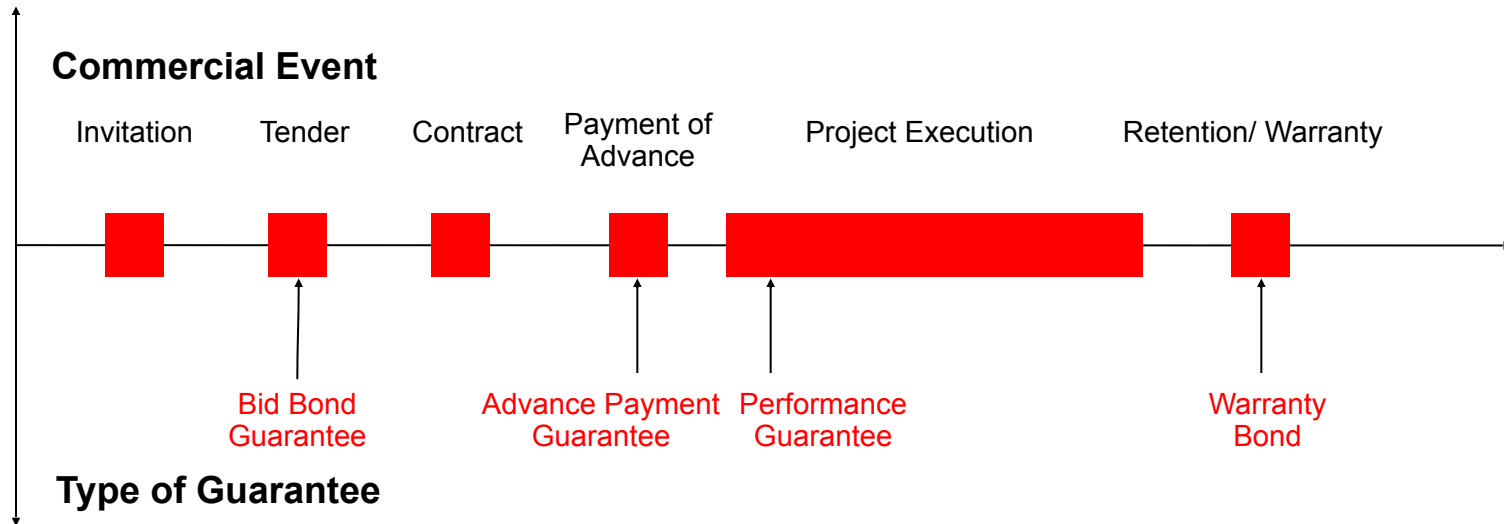 Commercial Event
Invitation
Tender
Contract
Payment of
Advance
Project Execution
Retention/ Warranty
Bid Bond
Guarantee
Advance Payment
Guarantee
Performance
Guarantee
Warranty
Bond
Type of Guarantee